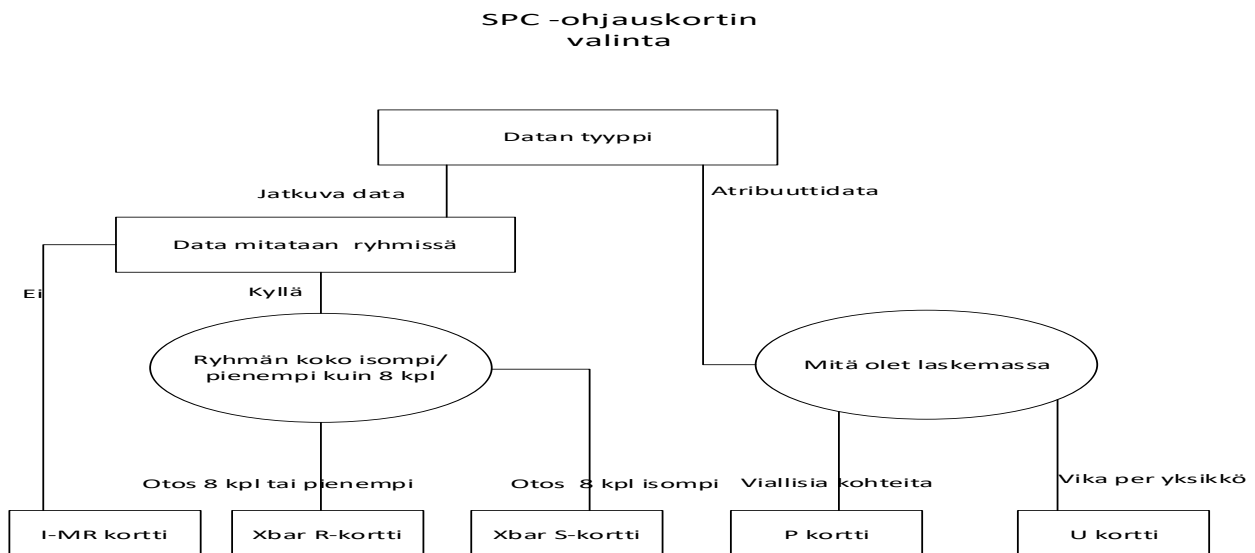 SPC -ohjauskortin
valinta
Datan tyyppi
Jatkuva data
Atribuuttidata
Data mitataan ryhmissä
Ei
Kyllä
Ryhmän koko isompi/
pienempi kuin 8 kpl
Mitä olet laskemassa
Otos 8 kpl tai pienempi
Otos 8 kpl isompi
Viallisia kohteita
Vika per yksikkö
I-MR kortti
Xbar R-kortti
Xbar S-kortti
P kortti
U kortti